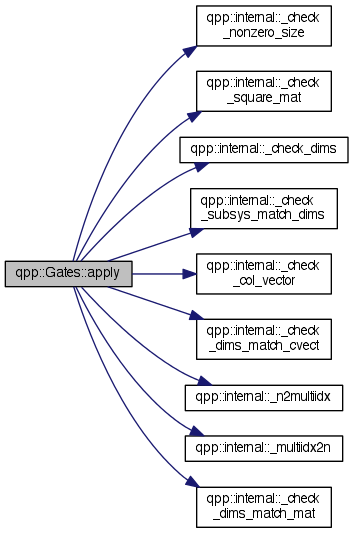 qpp::internal::_check
_nonzero_size
qpp::internal::_check
_square_mat
qpp::internal::_check_dims
qpp::internal::_check
_subsys_match_dims
qpp::Gates::apply
qpp::internal::_check
_col_vector
qpp::internal::_check
_dims_match_cvect
qpp::internal::_n2multiidx
qpp::internal::_multiidx2n
qpp::internal::_check
_dims_match_mat